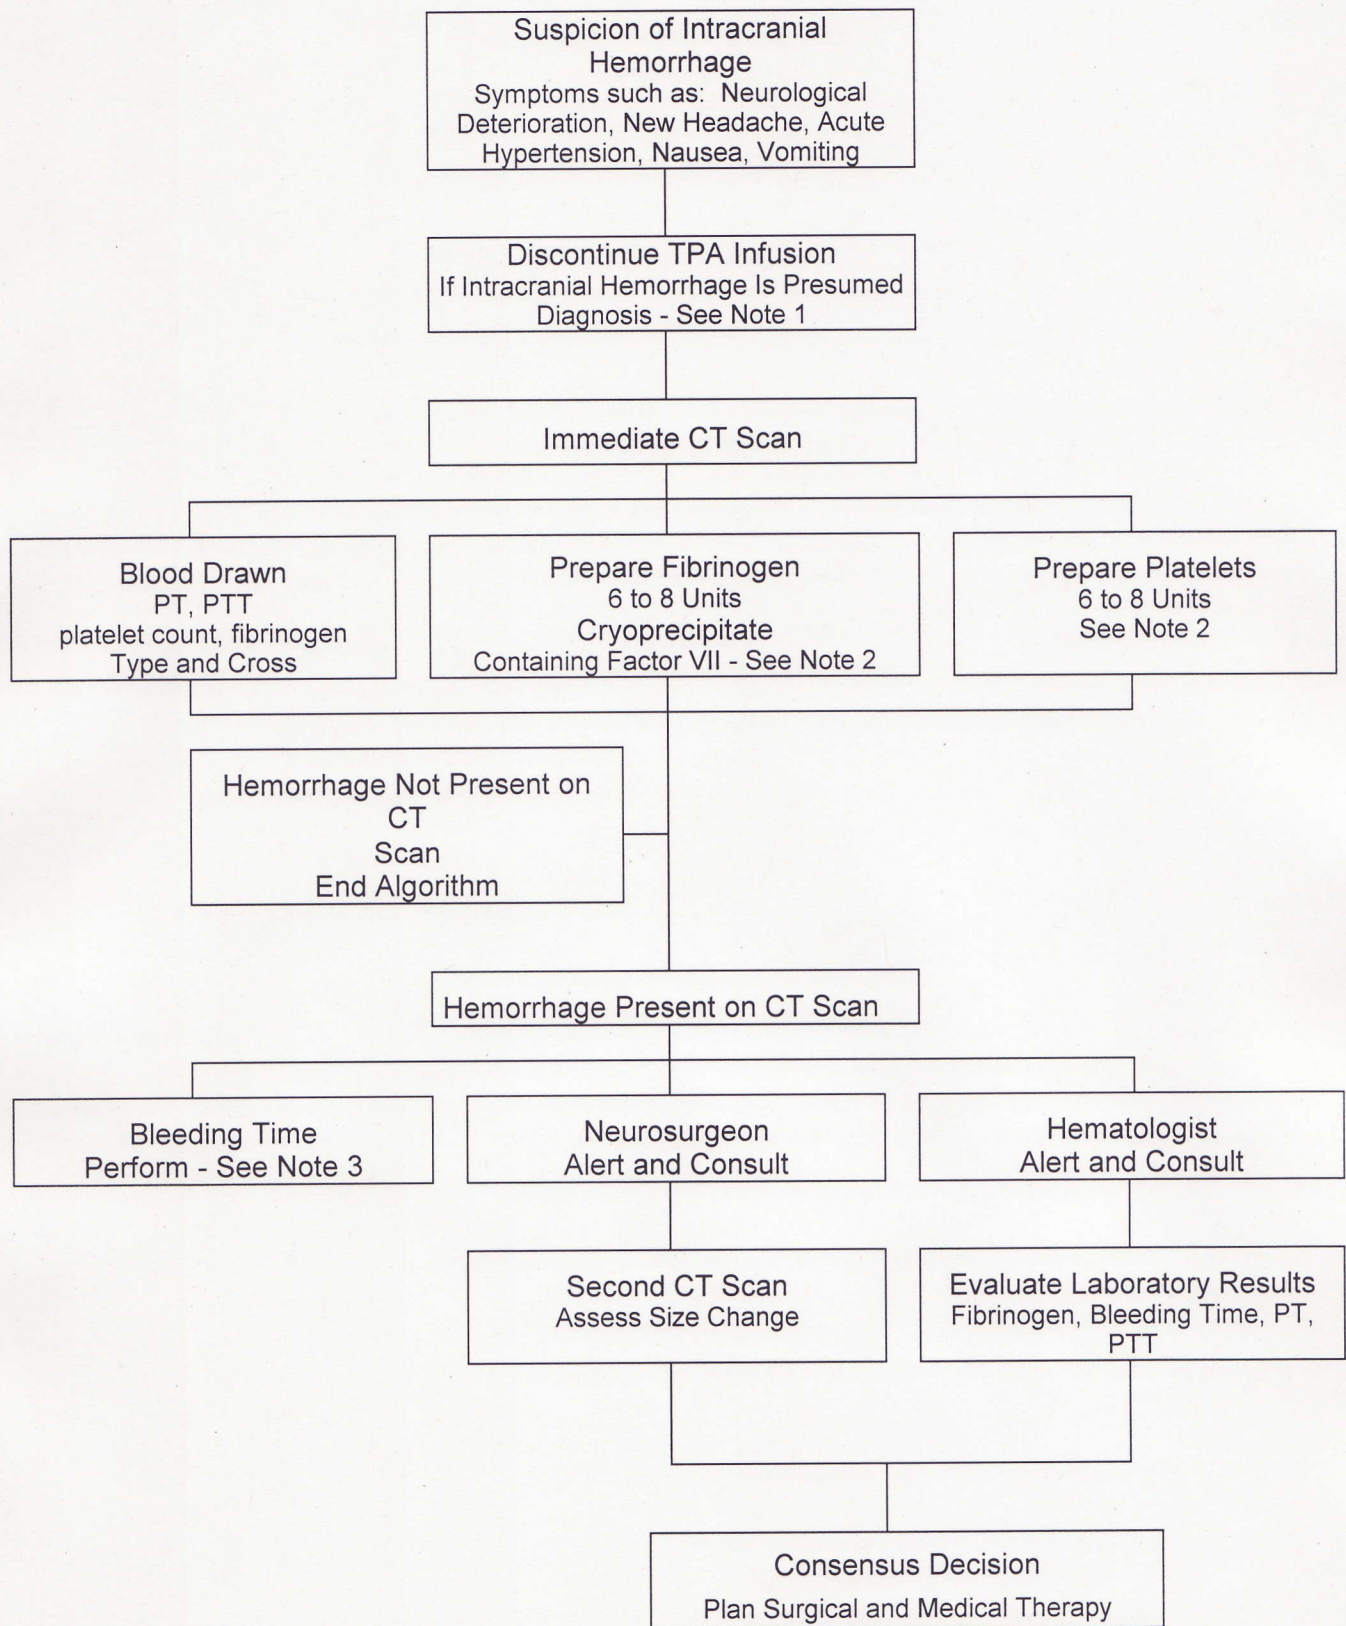 Suspicion of Intracranial
Hemorrhage
Symptoms such as: Neurological
Deterioration, New Headache, Acute
Hypertension, Nausea, Vomiting
Discontinue TPA Infusion
If Intracranial Hemorrhage Is Presumed
Diagnosis - See Note 1
Immediate CT Scan
Blood Drawn
PT, PTT
platelet count, fibrinogen
Type and Cross
Prepare Fibrinogen
6 to 8 Units
Cryoprecipitate
Containing Factor VII - See Note 2
Prepare Platelets
6 to 8 Units
See Note 2
Hemorrhage Not Present on
CT
Scan
End Algorithm
Hemorrhage Present on CT Scan
Bleeding Time
Perform - See Note 3
Neurosurgeon
Alert and Consult
Hematologist
Alert and Consult
Second CT Scan
Assess Size Change
Evaluate Laboratory Results
Fibrinogen, Bleeding Time, PT,
PTT
Consensus Decision
Plan Surgical and Medical Therapy